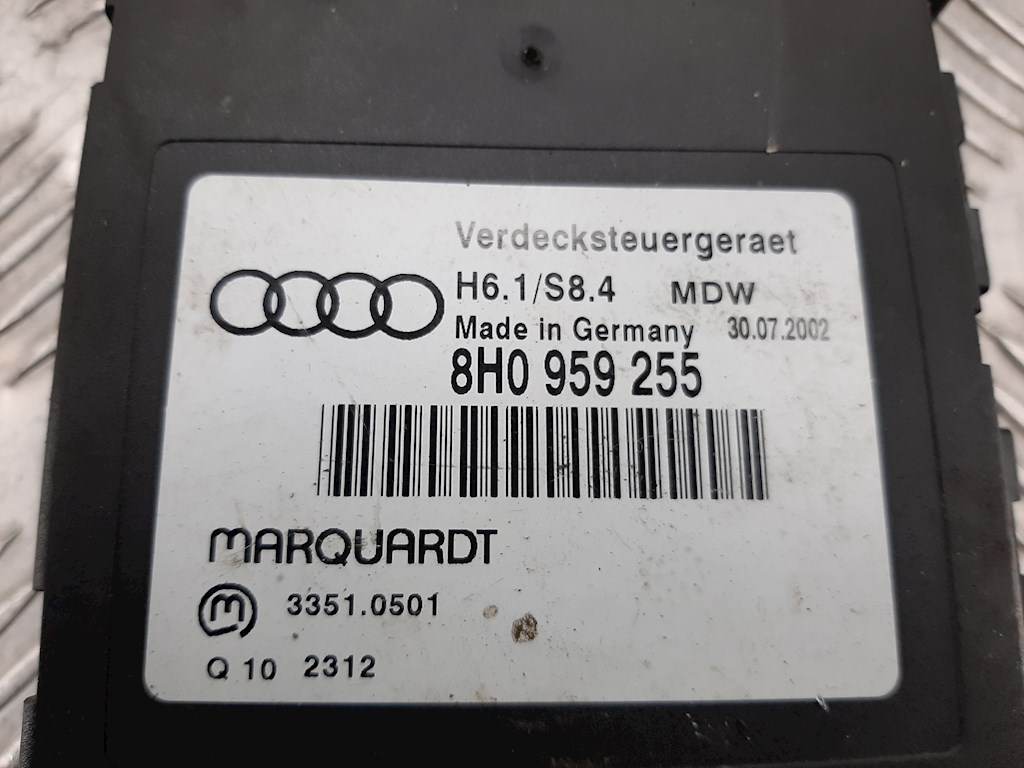 Verdecksteuergeraet
H6.1/S8.4 MDW
Made in Germany 30.07.2002
8H0 959 255
MARQUARDT
m 3351.0501
Q 10 2312